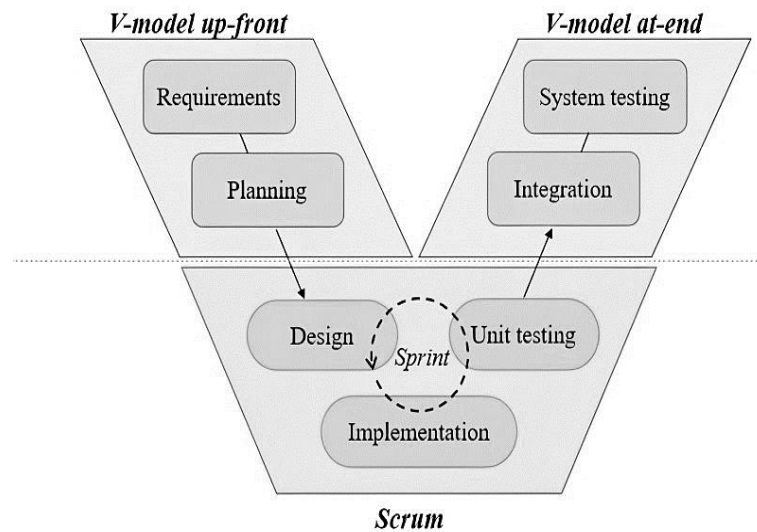 V-model up-front
V-model at-end
Requirements
System testing
Planning
Integration
Design
Unit testing
Sprint
Implementation
Scrum